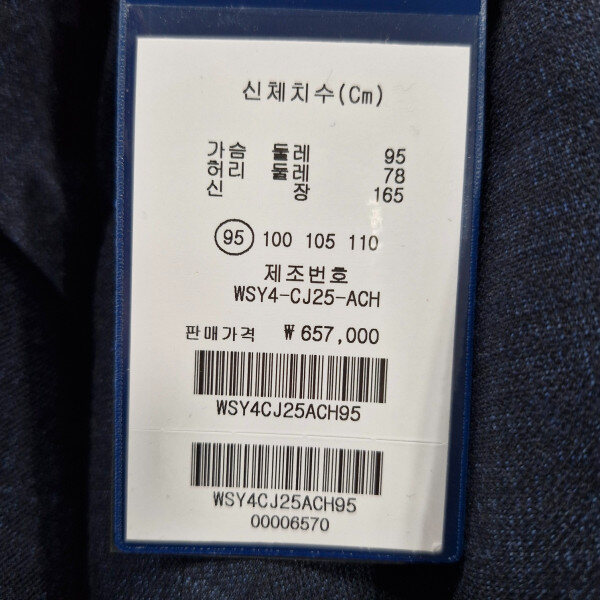 신체치수(Cm)
가슴 둘레 95
허리 둘레 78
신 장 165
95 100 105 110
제조번호
WSY4-CJ25-ACH
판매가격 ₩ 657,000
WSY4CJ25ACH95
WSY4CJ25ACH95
00006570